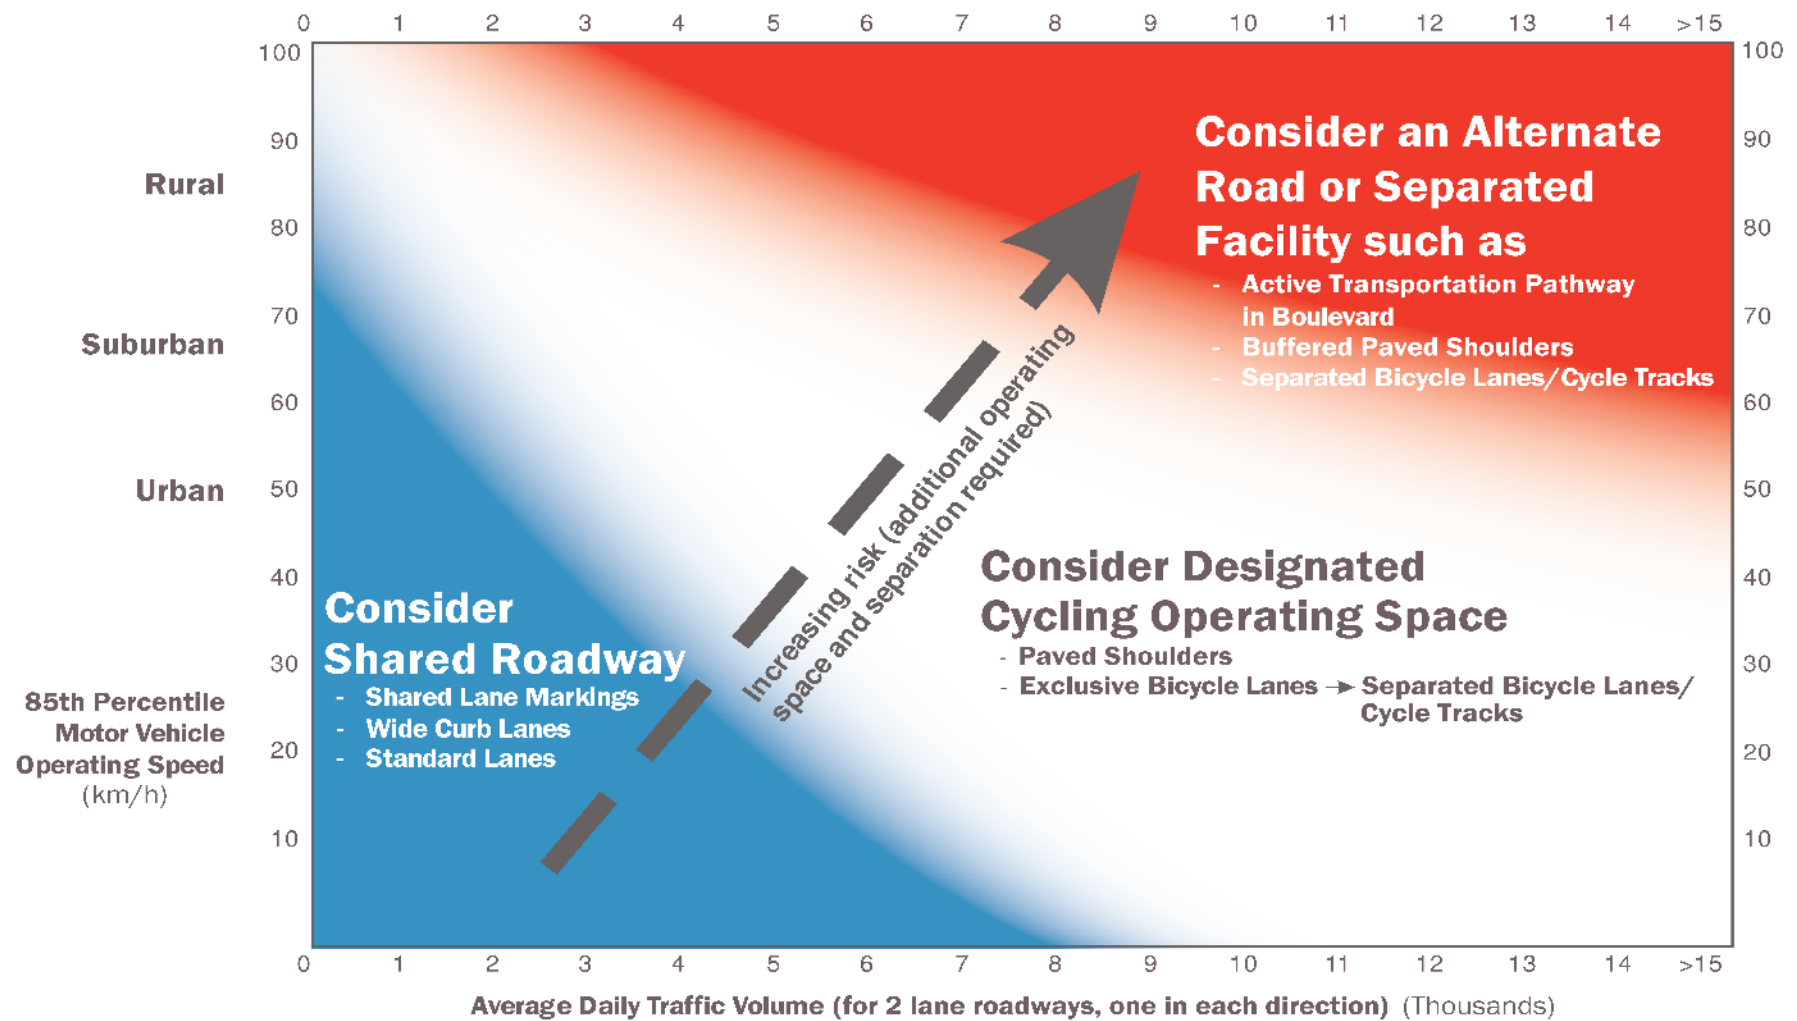 0 1 2 3 4 5 6 7 8 9 10 11 12 13 14 >15
100 100
90 90
Consider an Alternate
Road or Separated
Facility such as
- Active Transportation Pathway
in Boulevard
- Buffered Paved Shoulders
- Separated Bicycle Lanes/Cycle Tracks
Rural
80 80
70 70
Suburban
60 60
Urban
50 50
40 40
Increasing risk (additional operating
space and separation required)
Consider Designated
Cycling Operating Space
- Paved Shoulders
- Exclusive Bicycle Lanes → Separated Bicycle Lanes/
Cycle Tracks
Consider
Shared Roadway
- Shared Lane Markings
- Wide Curb Lanes
- Standard Lanes
30 30
85th Percentile
Motor Vehicle
Operating Speed
(km/h)
20 20
10 10
0 1 2 3 4 5 6 7 8 9 10 11 12 13 14 >15
Average Daily Traffic Volume (for 2 lane roadways, one in each direction) (Thousands)